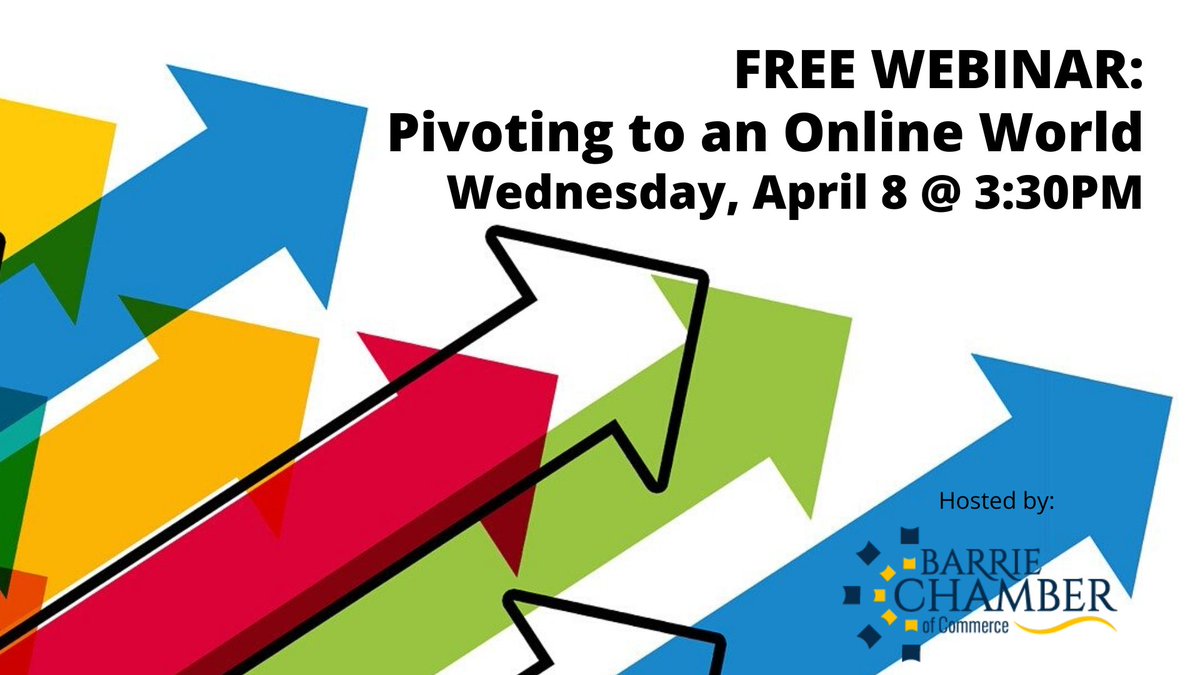 FREE WEBINAR:
Pivoting to an Online World
Wednesday, April 8 @ 3:30PM
Hosted by:
BARRIE
CHAMBER
of Commerce